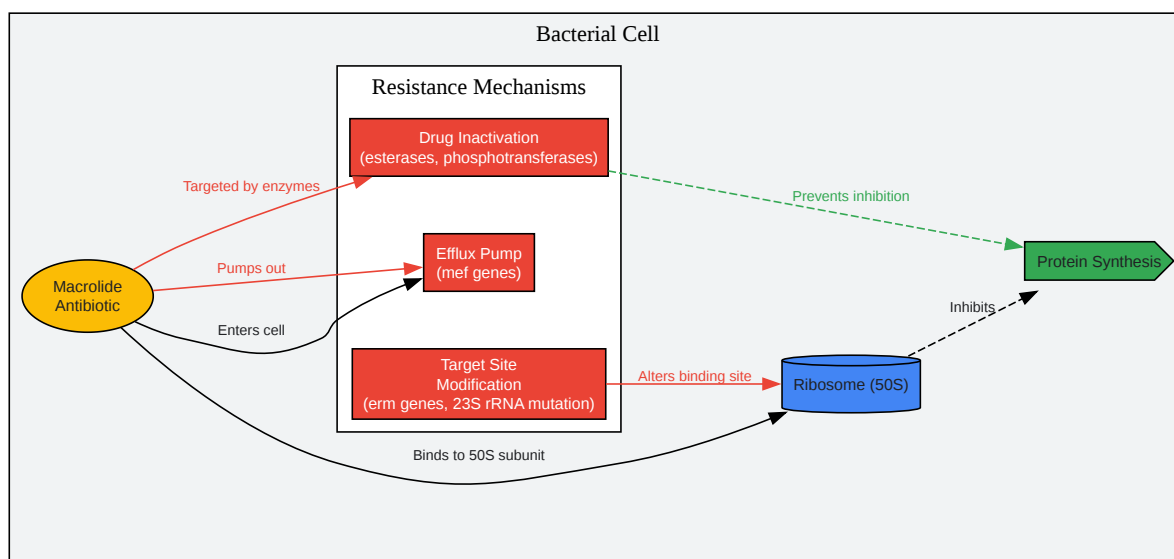 Bacterial Cell
Resistance Mechanisms
Drug Inactivation
(esterases, phosphotransferases)
Targeted by enzymes
Prevents inhibition
Efflux Pump
(mef genes)
Pumps out
Protein Synthesis
Macrolide
Antibiotic
Enters cell
Inhibits
Target Site
Modification
(erm genes, 23S rRNA mutation)
Alters binding site
Ribosome (50S)
Binds to 50S subunit